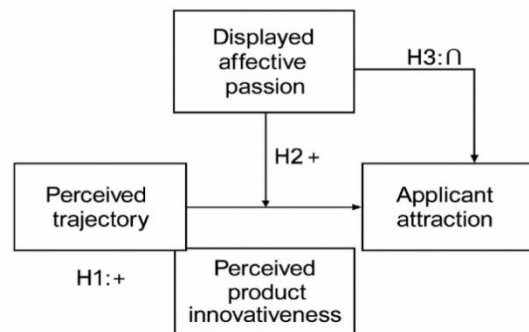 Displayed
affective
passion
H3:∩
H2 +
Perceived
trajectory
Applicant
attraction
H1:+
Perceived
product
innovativeness